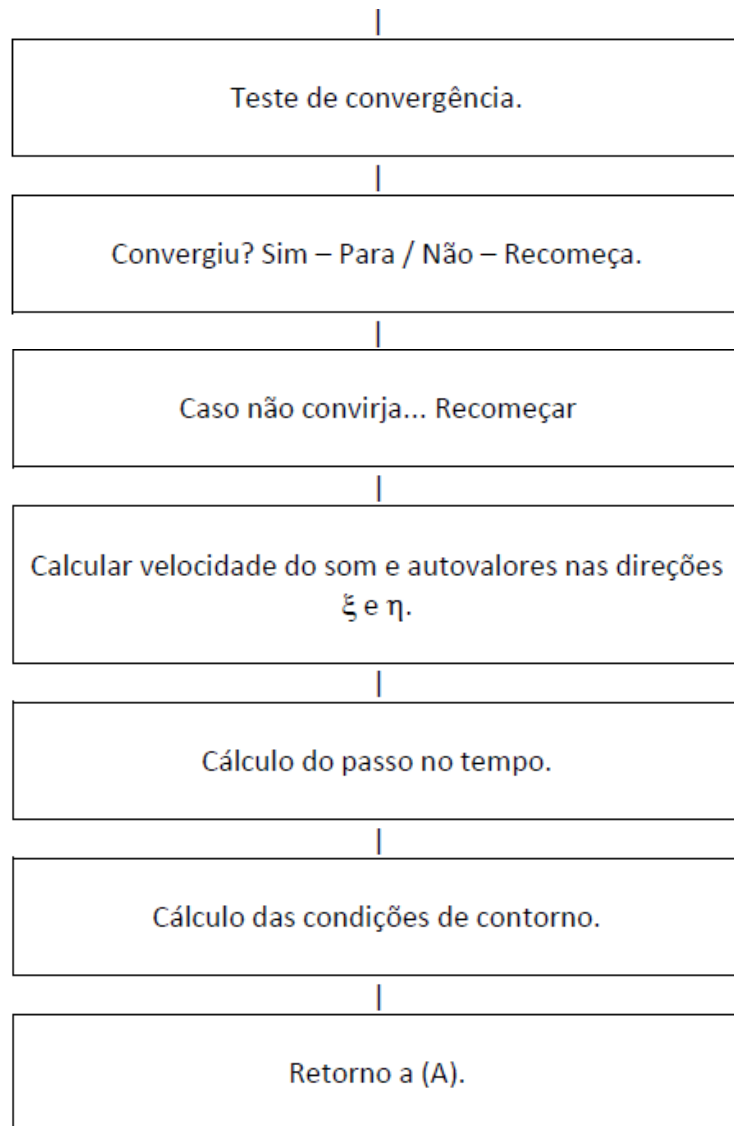 Teste de convergência.
Convergiu? Sim – Para / Não – Recomeça.
Caso não convirja... Recomeçar
Calcular velocidade do som e autovalores nas direções
ξ e η.
Cálculo do passo no tempo.
Cálculo das condições de contorno.
Retorno a (A).